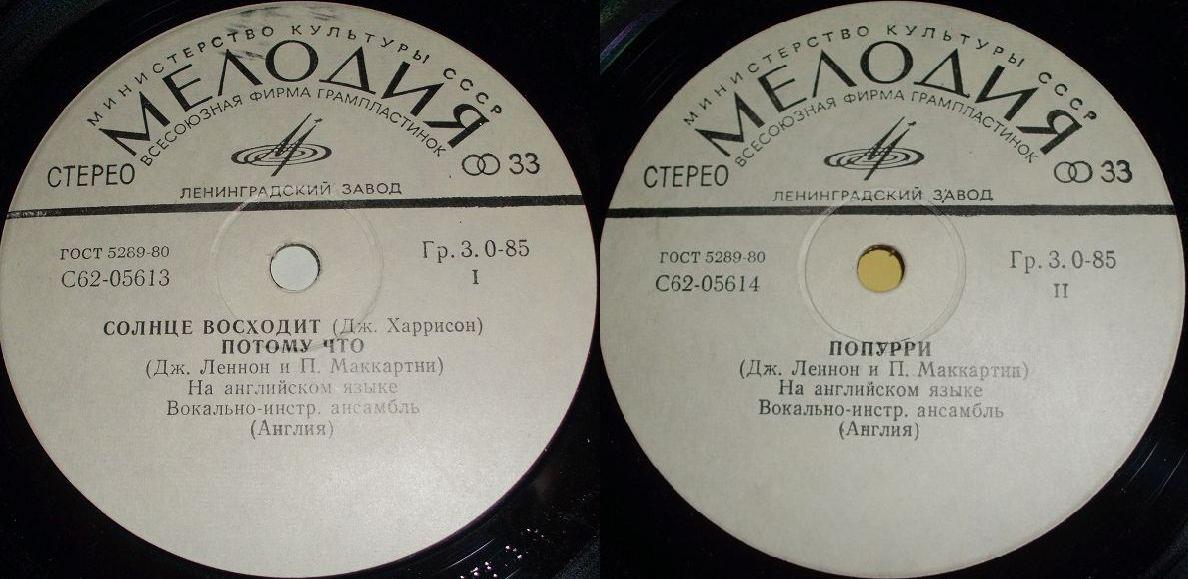 МИНИСТЕРСТВО КУЛЬТУРЫ СССР
МЕЛОДИЯ
ВСЕСОЮЗНАЯ ФИРМА ГРАМПЛАСТИНОК
СТЕРЕО
33
ЛЕНИНГРАДСКИЙ ЗАВОД
ГОСТ 5289-80
Гр. 3. 0-85
С62-05613
I
СОЛНЦЕ ВОСХОДИТ (Дж. Харрисон)
ПОТОМУ ЧТО
(Дж. Леннон и П. Маккартни)
На английском языке
Вокально-инстр. ансамбль
(Англия)
МИНИСТЕРСТВО КУЛЬТУРЫ СССР
МЕЛОДИЯ
ВСЕСОЮЗНАЯ ФИРМА ГРАМПЛАСТИНОК
СТЕРЕО
33
ЛЕНИНГРАДСКИЙ ЗАВОД
ГОСТ 5289-80
Гр. 3. 0-85
С62-05614
II
ПОПУРРИ
(Дж. Леннон и П. Маккартни)
На английском языке
Вокально-инстр. ансамбль
(Англия)